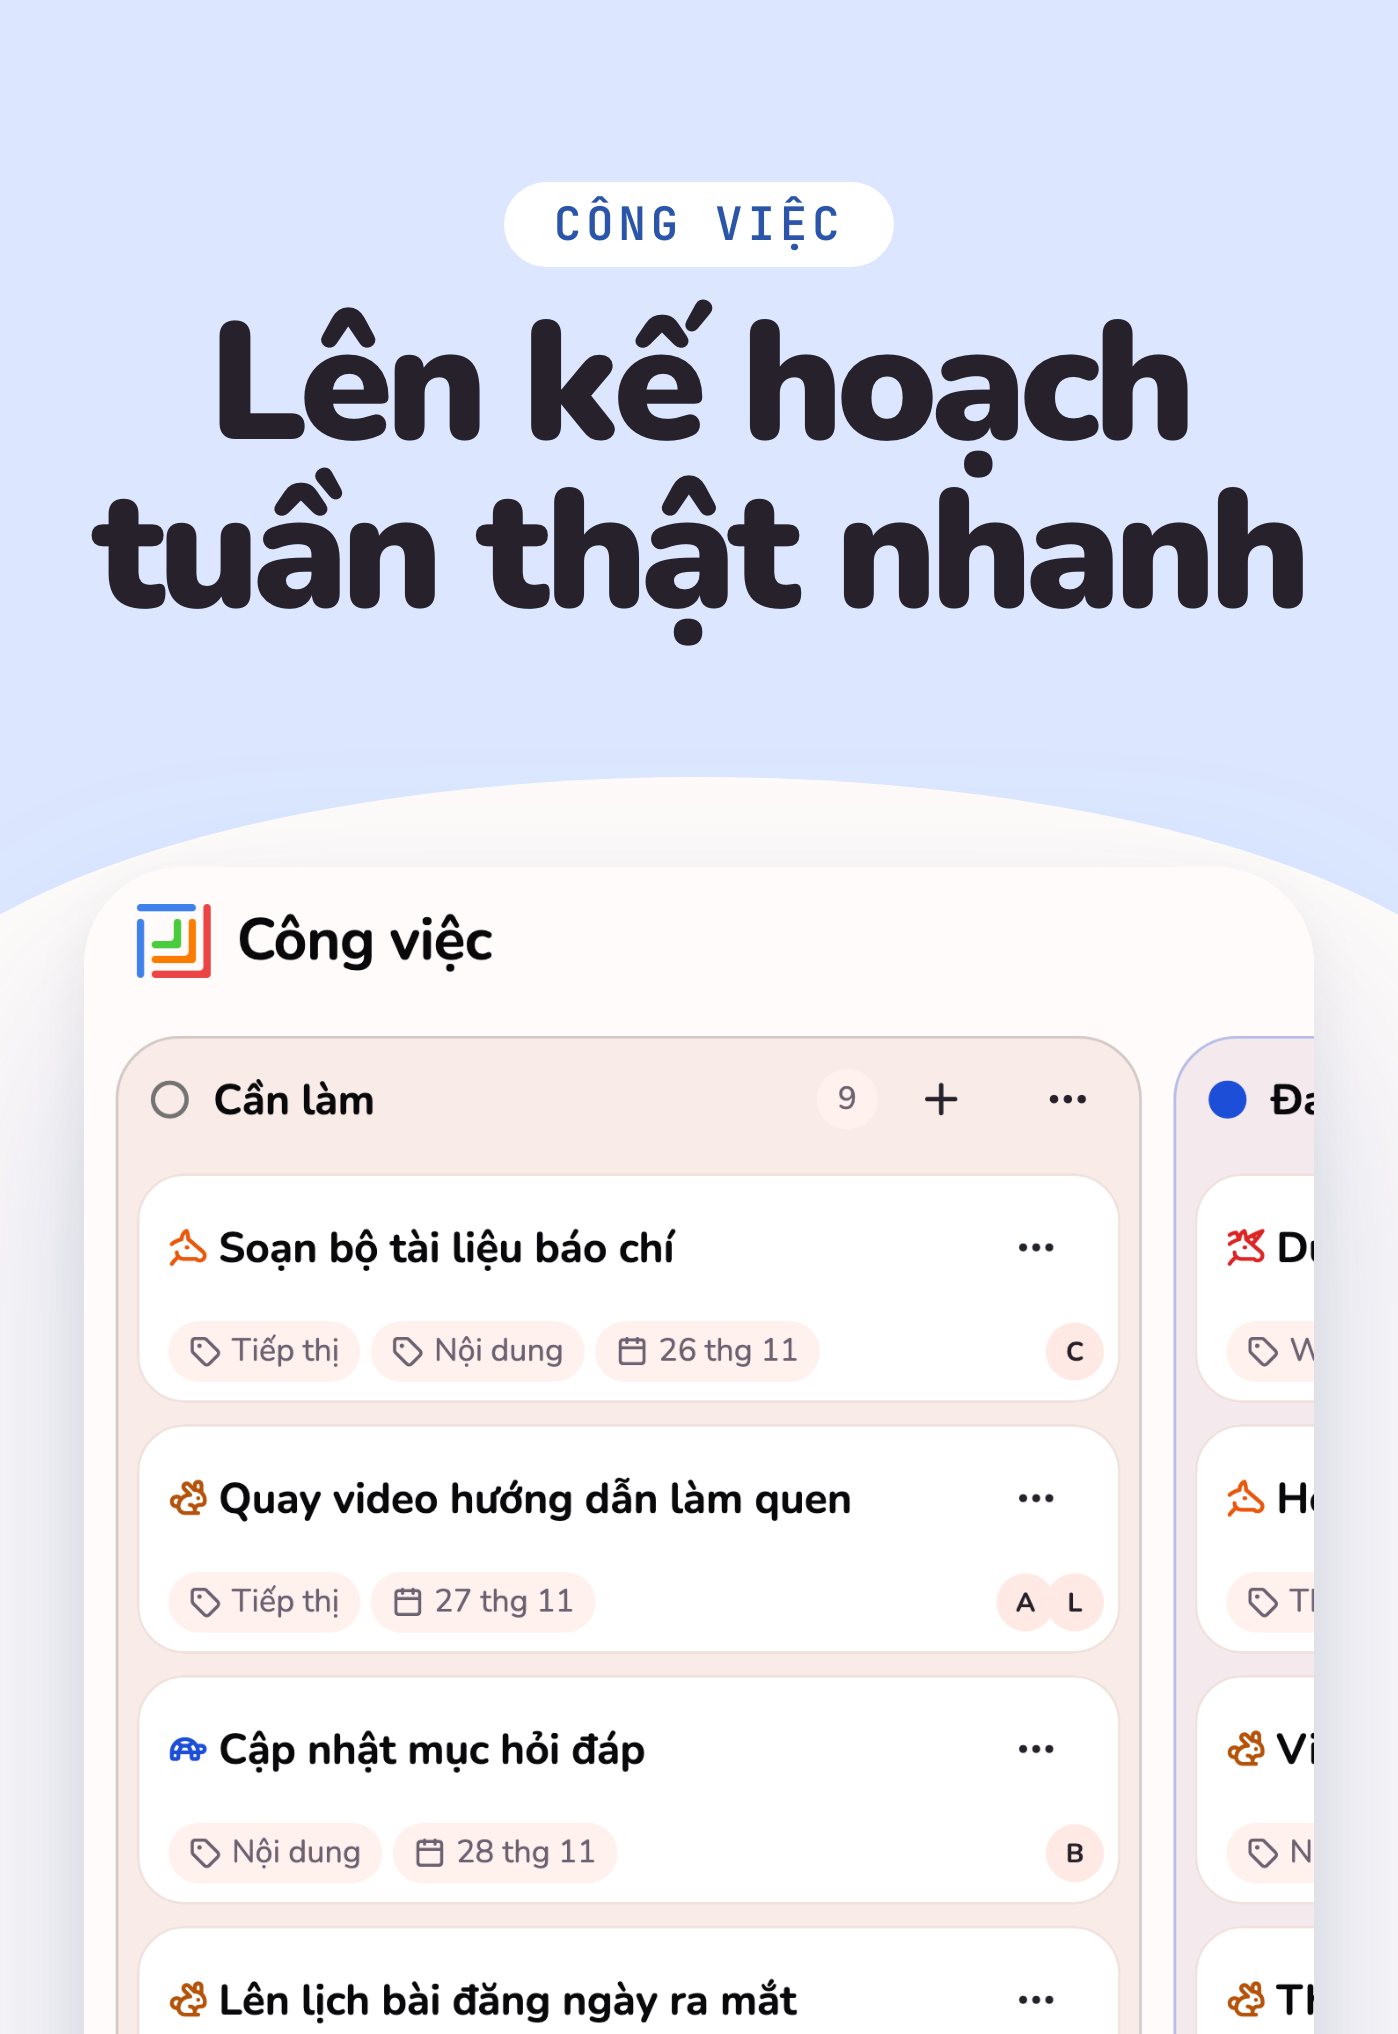 CÔNG VIỆC
Lên kế hoạch
tuần thật nhanh
Công việc
Cần làm
9
Soạn bộ tài liệu báo chí
Tiếp thị
Nội dung
26 thg 11
C
Quay video hướng dẫn làm quen
Tiếp thị
27 thg 11
A
L
Cập nhật mục hỏi đáp
Nội dung
28 thg 11
B
Lên lịch bài đăng ngày ra mắt